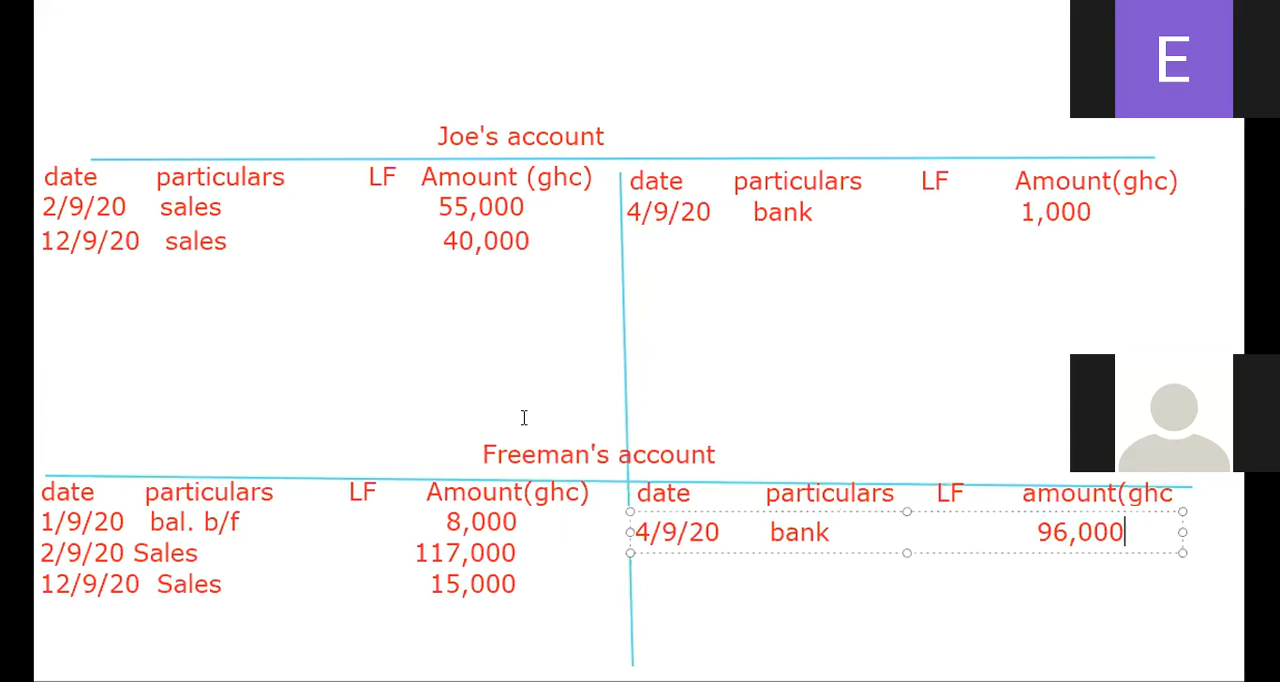 E
Joe's account
date particulars LF Amount (ghc) date particulars LF Amount(ghc)
2/9/20 sales 55,000 4/9/20 bank 1,000
12/9/20 sales 40,000
Freeman's account
date particulars LF Amount(ghc) date particulars LF amount(ghc
1/9/20 bal. b/f 8,000 4/9/20 bank 96,000
2/9/20 Sales 117,000
12/9/20 Sales 15,000